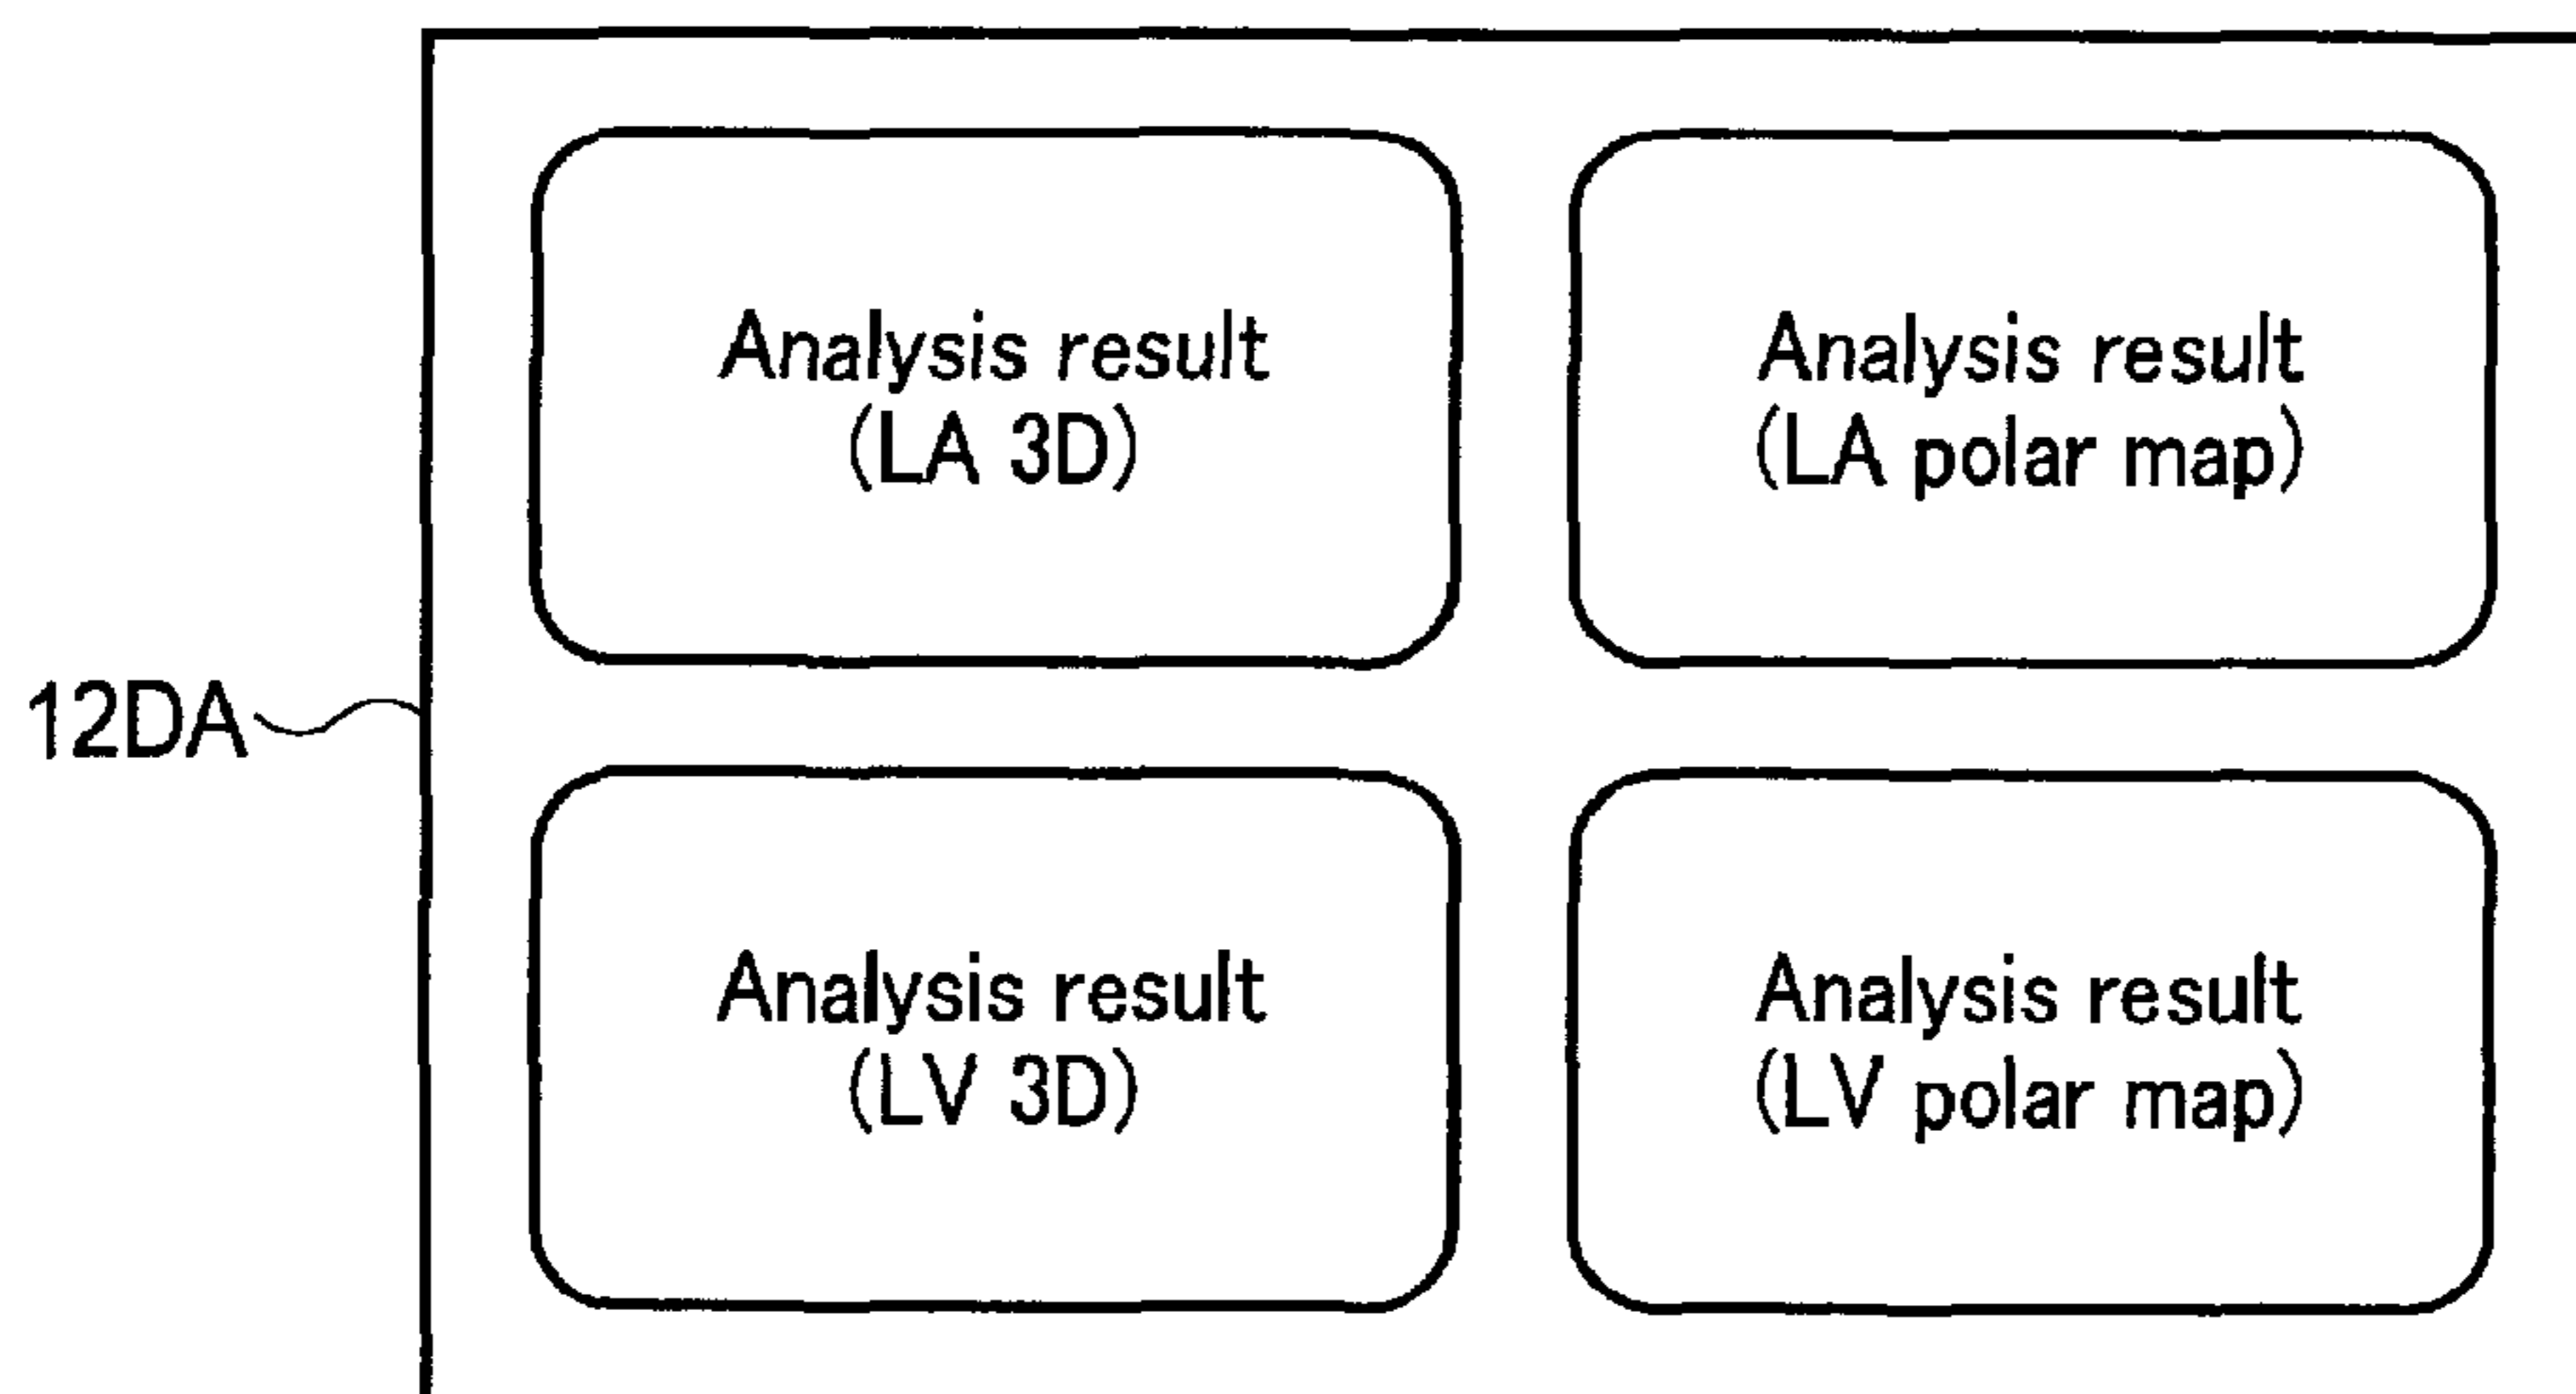 Analysis result
(LA 3D)
Analysis result
(LA polar map)
12DA
Analysis result
(LV 3D)
Analysis result
(LV polar map)